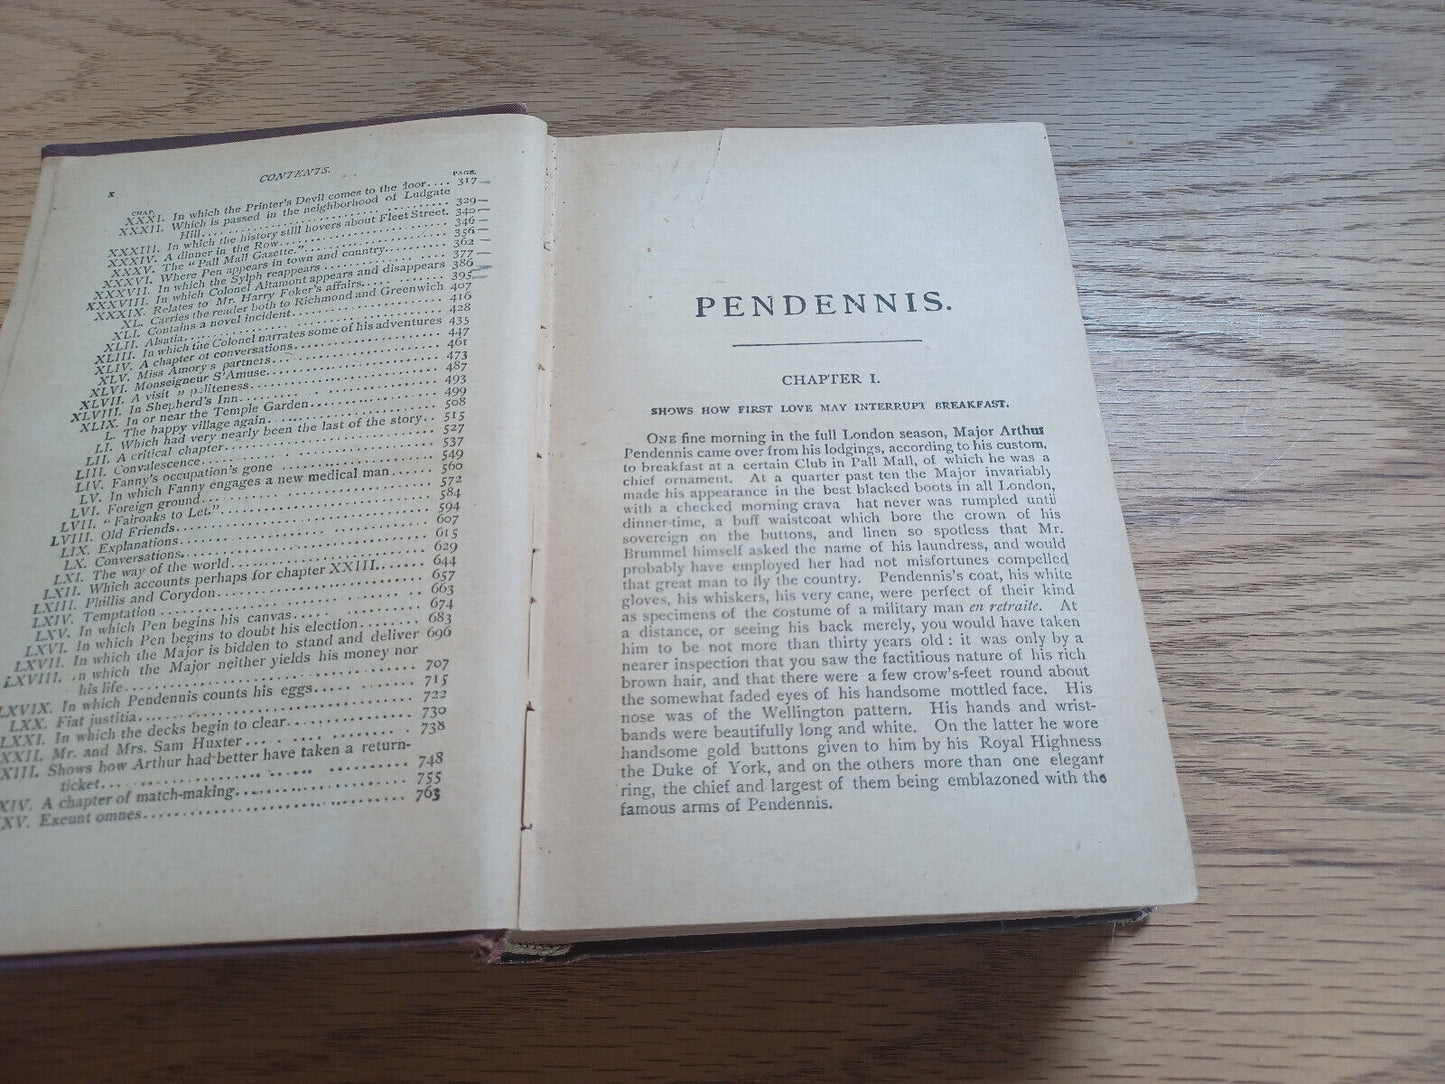 x
CONTENTS.
CHAP.
PAGE.
XXXI. In which the Printer's Devil comes to the door.... 317
XXXII. Which is passed in the neighborhood of Ludgate
Hill.................. 329
XXXIII. In which the history still hovers about Fleet Street. 340
XXXIV. A dinner in the Row.................. 346
XXXV. The "Pall Mall Gazette.".................. 356
XXXVI. Where Pen appears in town and country.......... 362
XXXVII. In which the Sylph reappears.................. 377
XXXVIII. In which Colonel Altamont appears and disappears 386
XXXIX. Relates to Mr. Harry Foker's affairs............ 395
XL. Carries the reader both to Richmond and Greenwich 407
XLI. Contains a novel incident.................. 416
XLII. Alsatia.................. 428
XLIII. In which the Colonel narrates some of his adventures 435
XLIV. A chapter of conversations.................. 447
XLV. Miss Amory's partners.................. 461
XLVI. Monseigneur S'Amuse.................. 473
XLVII. A visit politeness.................. 487
XLVIII. In Shepherd's Inn.................. 493
XLIX. In or near the Temple Garden.................. 499
L. The happy village again.................. 508
LI. Which had very nearly been the last of the story.. 515
LII. A critical chapter.................. 527
LIII. Convalescence.................. 537
LIV. Fanny's occupation's gone.................. 549
LV. In which Fanny engages a new medical man...... 560
LVI. Foreign ground.................. 572
LVII. "Fairoaks to Let.".................. 584
LVIII. Old Friends.................. 594
LIX. Explanations.................. 607
LX. Conversations.................. 615
LXI. The way of the world.................. 629
LXII. Which accounts perhaps for chapter XXIII....... 644
LXIII. Phillis and Corydon.................. 657
LXIV. Temptation.................. 663
LXV. In which Pen begins his canvas.................. 674
LXVI. In which Pen begins to doubt his election........ 683
LXVII. In which the Major is bidden to stand and deliver 696
LXVIII. n which the Major neither yields his money nor
his life.................. 707
LXVIX. In which Pendennis counts his eggs............ 715
LXX. Fiat justitia.................. 722
LXXI. In which the decks begin to clear............ 730
XXII. Mr. and Mrs. Sam Huxter.................. 738
XIII. Shows how Arthur had better have taken a return-
ticket.................. 748
XIV. A chapter of match-making.................. 755
XXV. Exeunt omnes.................. 763
PENDENNIS.
CHAPTER I.
SHOWS HOW FIRST LOVE MAY INTERRUPT BREAKFAST.
ONE fine morning in the full London season, Major Arthur
Pendennis came over from his lodgings, according to his custom,
to breakfast at a certain Club in Pall Mall, of which he was a
chief ornament. At a quarter past ten the Major invariably
made his appearance in the best blacked boots in all London,
with a checked morning crava hat never was rumpled until
dinner-time, a buff waistcoat which bore the crown of his
sovereign on the buttons, and linen so spotless that Mr.
Brummel himself asked the name of his laundress, and would
probably have employed her had not misfortunes compelled
that great man to fly the country. Pendennis's coat, his white
gloves, his whiskers, his very cane, were perfect of their kind
as specimens of the costume of a military man en retraite. At
a distance, or seeing his back merely, you would have taken
him to be not more than thirty years old: it was only by a
nearer inspection that you saw the factitious nature of his rich
brown hair, and that there were a few crow's-feet round about
the somewhat faded eyes of his handsome mottled face. His
nose was of the Wellington pattern. His hands and wrist-
bands were beautifully long and white. On the latter he wore
handsome gold buttons given to him by his Royal Highness
the Duke of York, and on the others more than one elegant
ring, the chief and largest of them being emblazoned with the
famous arms of Pendennis.